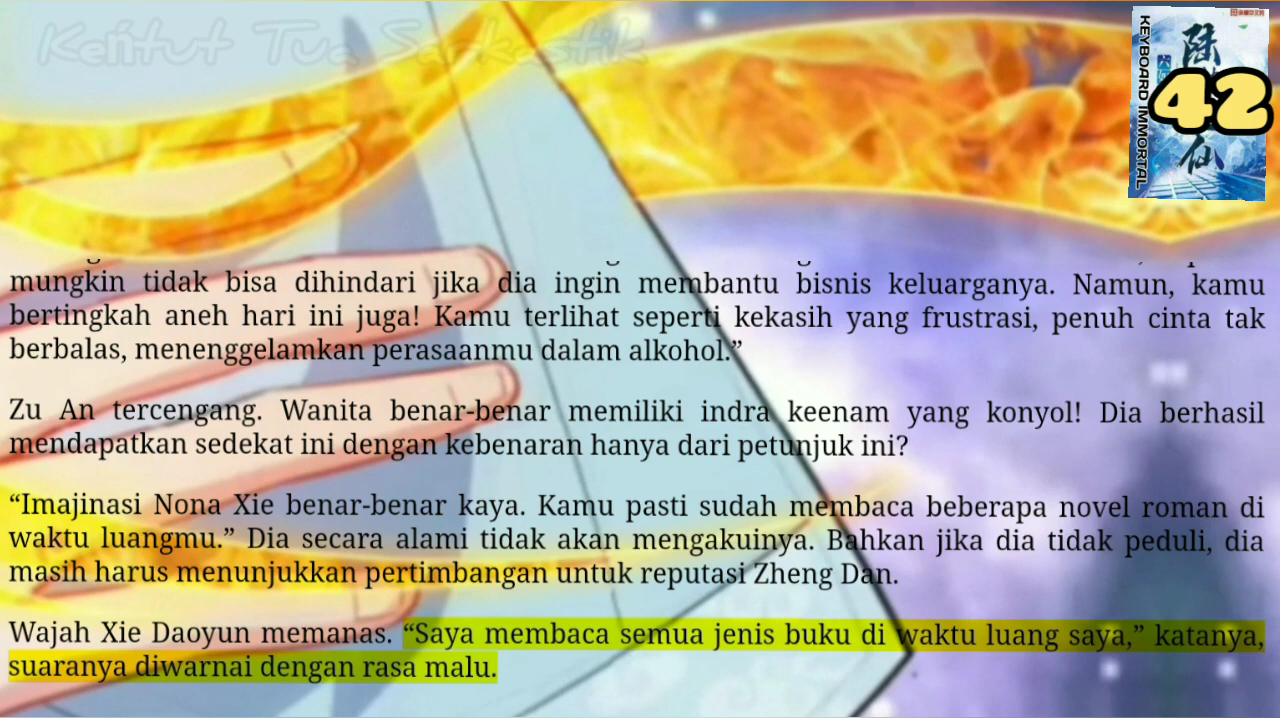 Kentut Tua Sarkastik
KEYBOARD IMMORTAL
42
mungkin tidak bisa dihindari jika dia ingin membantu bisnis keluarganya. Namun, kamu
bertingkah aneh hari ini juga! Kamu terlihat seperti kekasih yang frustrasi, penuh cinta tak
berbalas, menenggelamkan perasaanmu dalam alkohol.”
Zu An tercengang. Wanita benar-benar memiliki indra keenam yang konyol! Dia berhasil
mendapatkan sedekat ini dengan kebenaran hanya dari petunjuk ini?
“Imajinasi Nona Xie benar-benar kaya. Kamu pasti sudah membaca beberapa novel roman di
waktu luangmu.” Dia secara alami tidak akan mengakuinya. Bahkan jika dia tidak peduli, dia
masih harus menunjukkan pertimbangan untuk reputasi Zheng Dan.
Wajah Xie Daoyun memanas. “Saya membaca semua jenis buku di waktu luang saya,” katanya,
suaranya diwarnai dengan rasa malu.